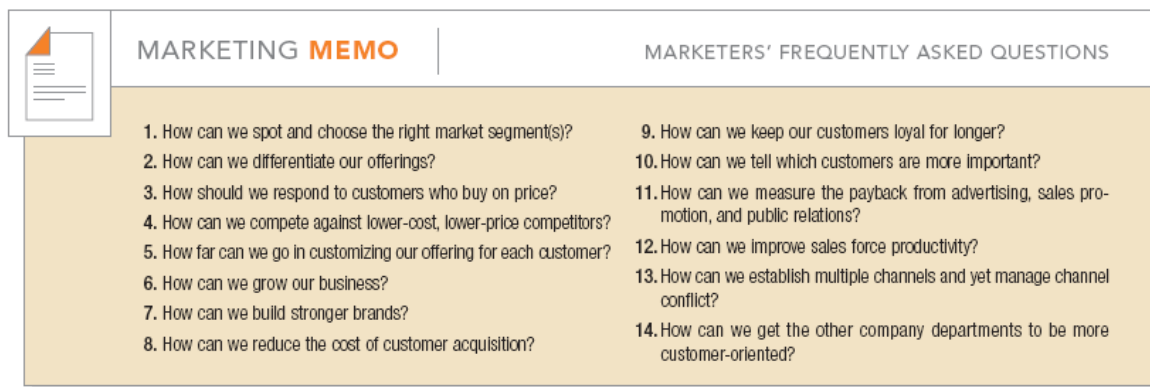 MARKETING MEMO
MARKETERS' FREQUENTLY ASKED QUESTIONS
1. How can we spot and choose the right market segment(s)?
2. How can we differentiate our offerings?
3. How should we respond to customers who buy on price?
4. How can we compete against lower-cost, lower-price competitors?
5. How far can we go in customizing our offering for each customer?
6. How can we grow our business?
7. How can we build stronger brands?
8. How can we reduce the cost of customer acquisition?
9. How can we keep our customers loyal for longer?
10. How can we tell which customers are more important?
11. How can we measure the payback from advertising, sales pro-
motion, and public relations?
12. How can we improve sales force productivity?
13. How can we establish multiple channels and yet manage channel
conflict?
14. How can we get the other company departments to be more
customer-oriented?